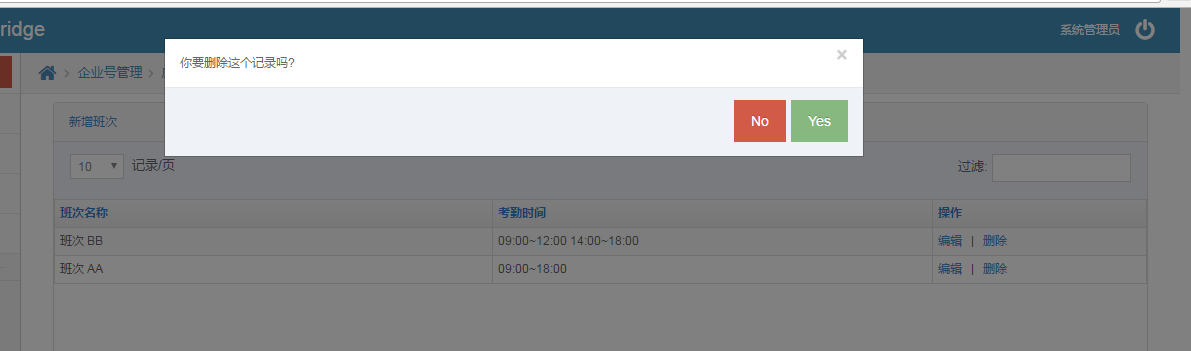 ridge
系统管理员
你要删除这个记录吗?
×
企业号管理
No Yes
新增班次
10 记录/页
过滤:
班次名称 考勤时间 操作
班次 BB 09:00~12:00 14:00~18:00 编辑 | 删除
班次 AA 09:00~18:00 编辑 | 删除